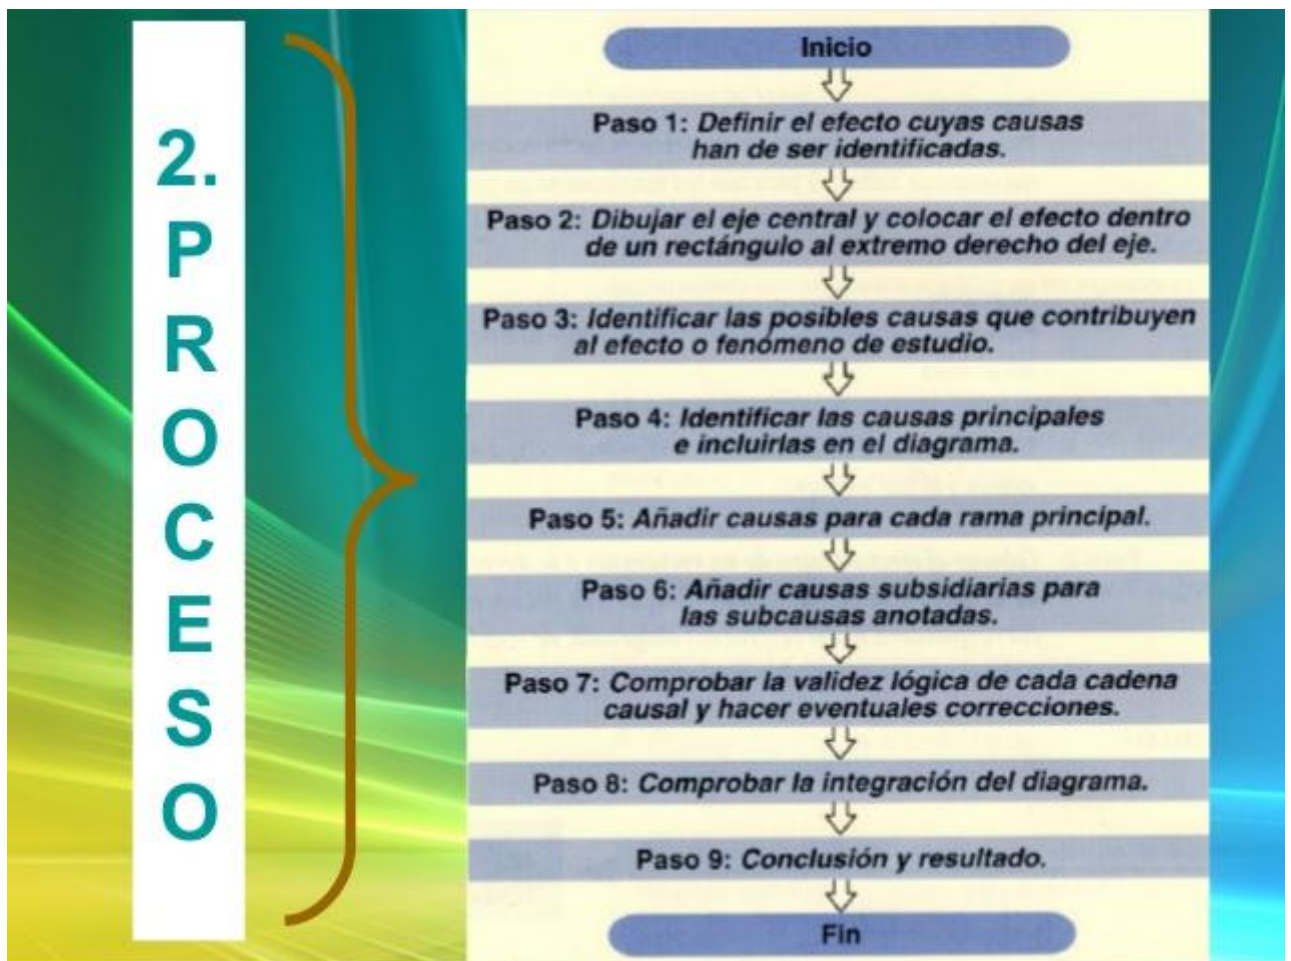 2.
P
R
O
C
E
S
O
Inicio
Paso 1: Definir el efecto cuyas causas
han de ser identificadas.
Paso 2: Dibujar el eje central y colocar el efecto dentro
de un rectángulo al extremo derecho del eje.
Paso 3: Identificar las posibles causas que contribuyen
al efecto o fenómeno de estudio.
Paso 4: Identificar las causas principales
e incluirlas en el diagrama.
Paso 5: Añadir causas para cada rama principal.
Paso 6: Añadir causas subsidiarias para
las subcausas anotadas.
Paso 7: Comprobar la validez lógica de cada cadena
causal y hacer eventuales correcciones.
Paso 8: Comprobar la integración del diagrama.
Paso 9: Conclusión y resultado.
Fin